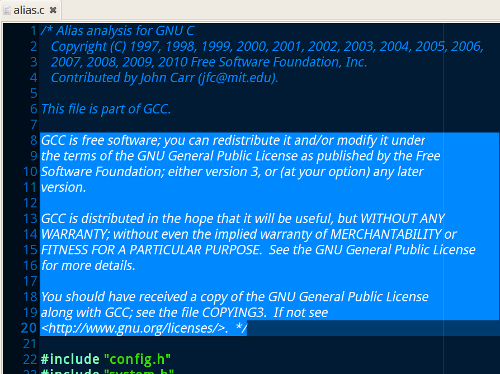 alias.c
1 /* Alias analysis for GNU C
2 Copyright (C) 1997, 1998, 1999, 2000, 2001, 2002, 2003, 2004, 2005, 2006,
3 2007, 2008, 2009, 2010 Free Software Foundation, Inc.
4 Contributed by John Carr (jfc@mit.edu).
5
6 This file is part of GCC.
7
8 GCC is free software; you can redistribute it and/or modify it under
9 the terms of the GNU General Public License as published by the Free
10 Software Foundation; either version 3, or (at your option) any later
11 version.
12
13 GCC is distributed in the hope that it will be useful, but WITHOUT ANY
14 WARRANTY; without even the implied warranty of MERCHANTABILITY or
15 FITNESS FOR A PARTICULAR PURPOSE.  See the GNU General Public License
16 for more details.
17
18 You should have received a copy of the GNU General Public License
19 along with GCC; see the file COPYING3.  If not see
20 <http://www.gnu.org/licenses/>.  */
21
22 #include "config.h"
23 #include "system.h"